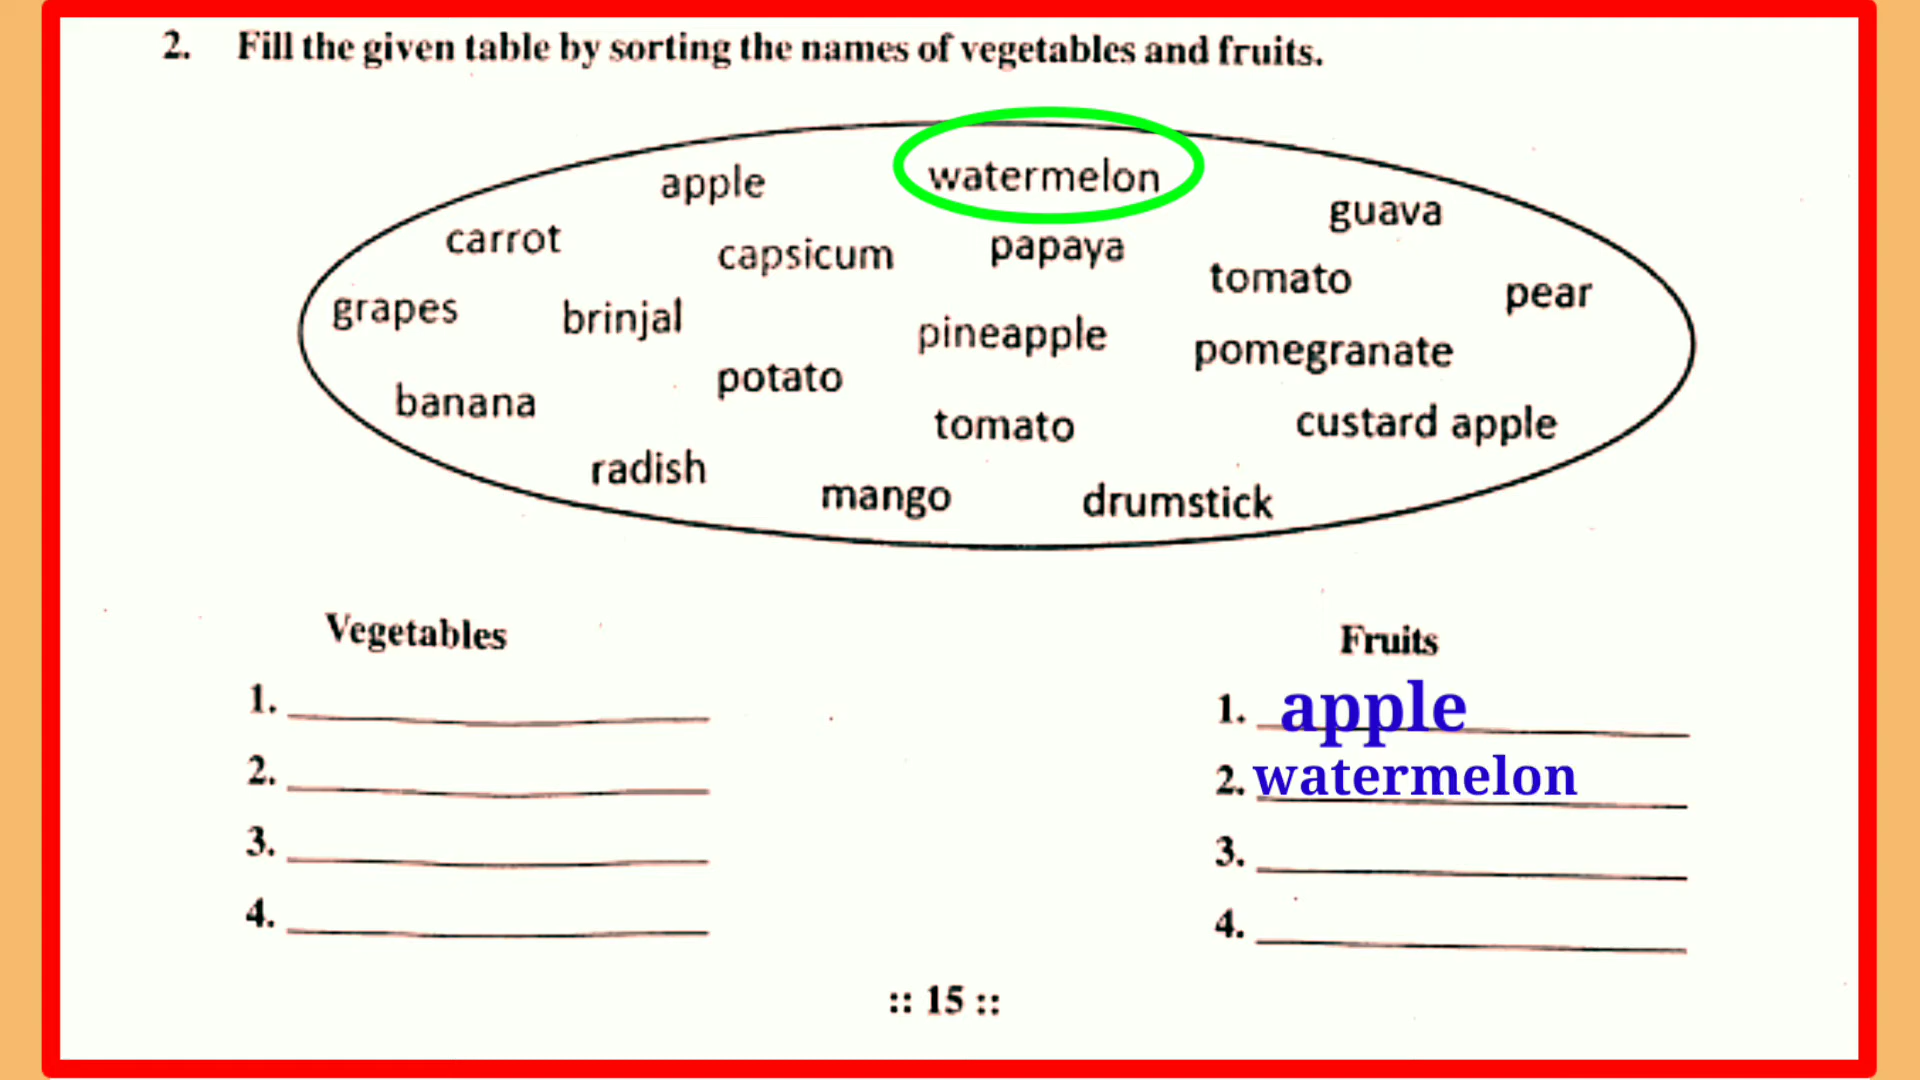 2. Fill the given table by sorting the names of vegetables and fruits.
apple watermelon
guava
carrot capsicum papaya
tomato pear
grapes brinjal pineapple pomegranate
potato
banana tomato custard apple
radish mango drumstick
Vegetables Fruits
1. 1. apple
2. 2. watermelon
3. 3.
4. 4.
:: 15 ::